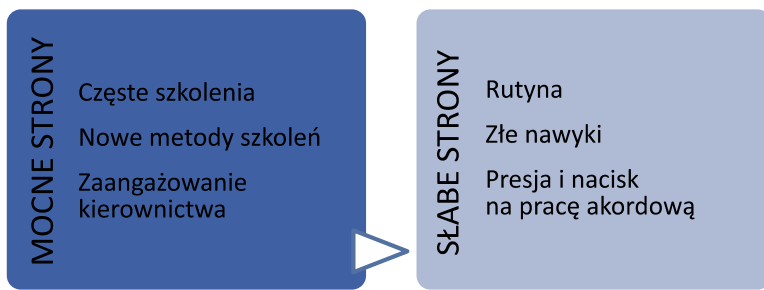 MOCNE STRONY
Częste szkolenia
Nowe metody szkoleń
Zaangażowanie
kierownictwa
SŁABE STRONY
Rutyna
Złe nawyki
Presja i nacisk
na pracę akordową